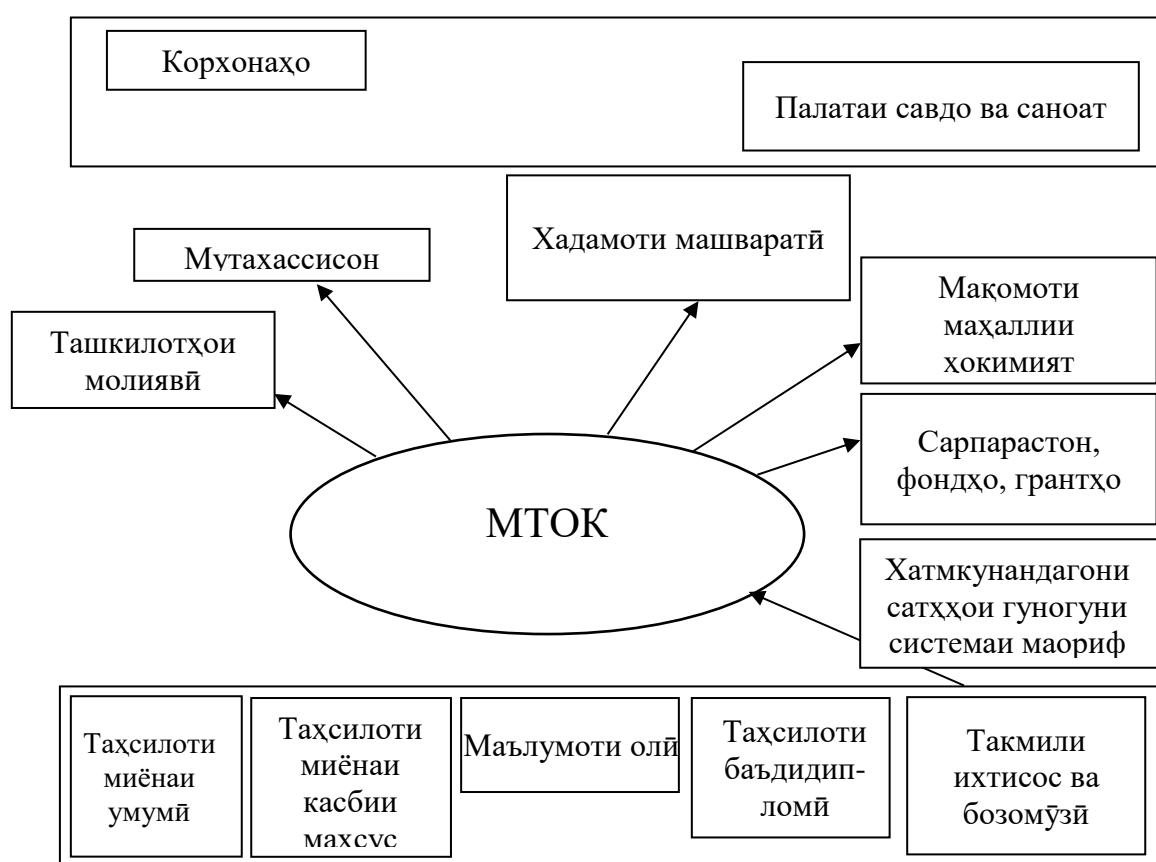 Корхонаҳо
Палатаи савдо ва саноат
Хадамоти машваратӣ
Мутахассисон
Мақомоти
маҳаллии
ҳокимият
Ташкилотҳои
молиявӣ
Сарпарастон,
фондҳо, грантҳо
МТОК
Хатмкунандагони
сатҳҳои гуногуни
системаи маориф
Таҳсилоти
миёнаи
умумӣ
Таҳсилоти
миёнаи
касбии
махсус
Маълумоти олӣ
Таҳсилоти
баъдидип-
ломӣ
Такмили
ихтисос ва
бозомӯзӣ